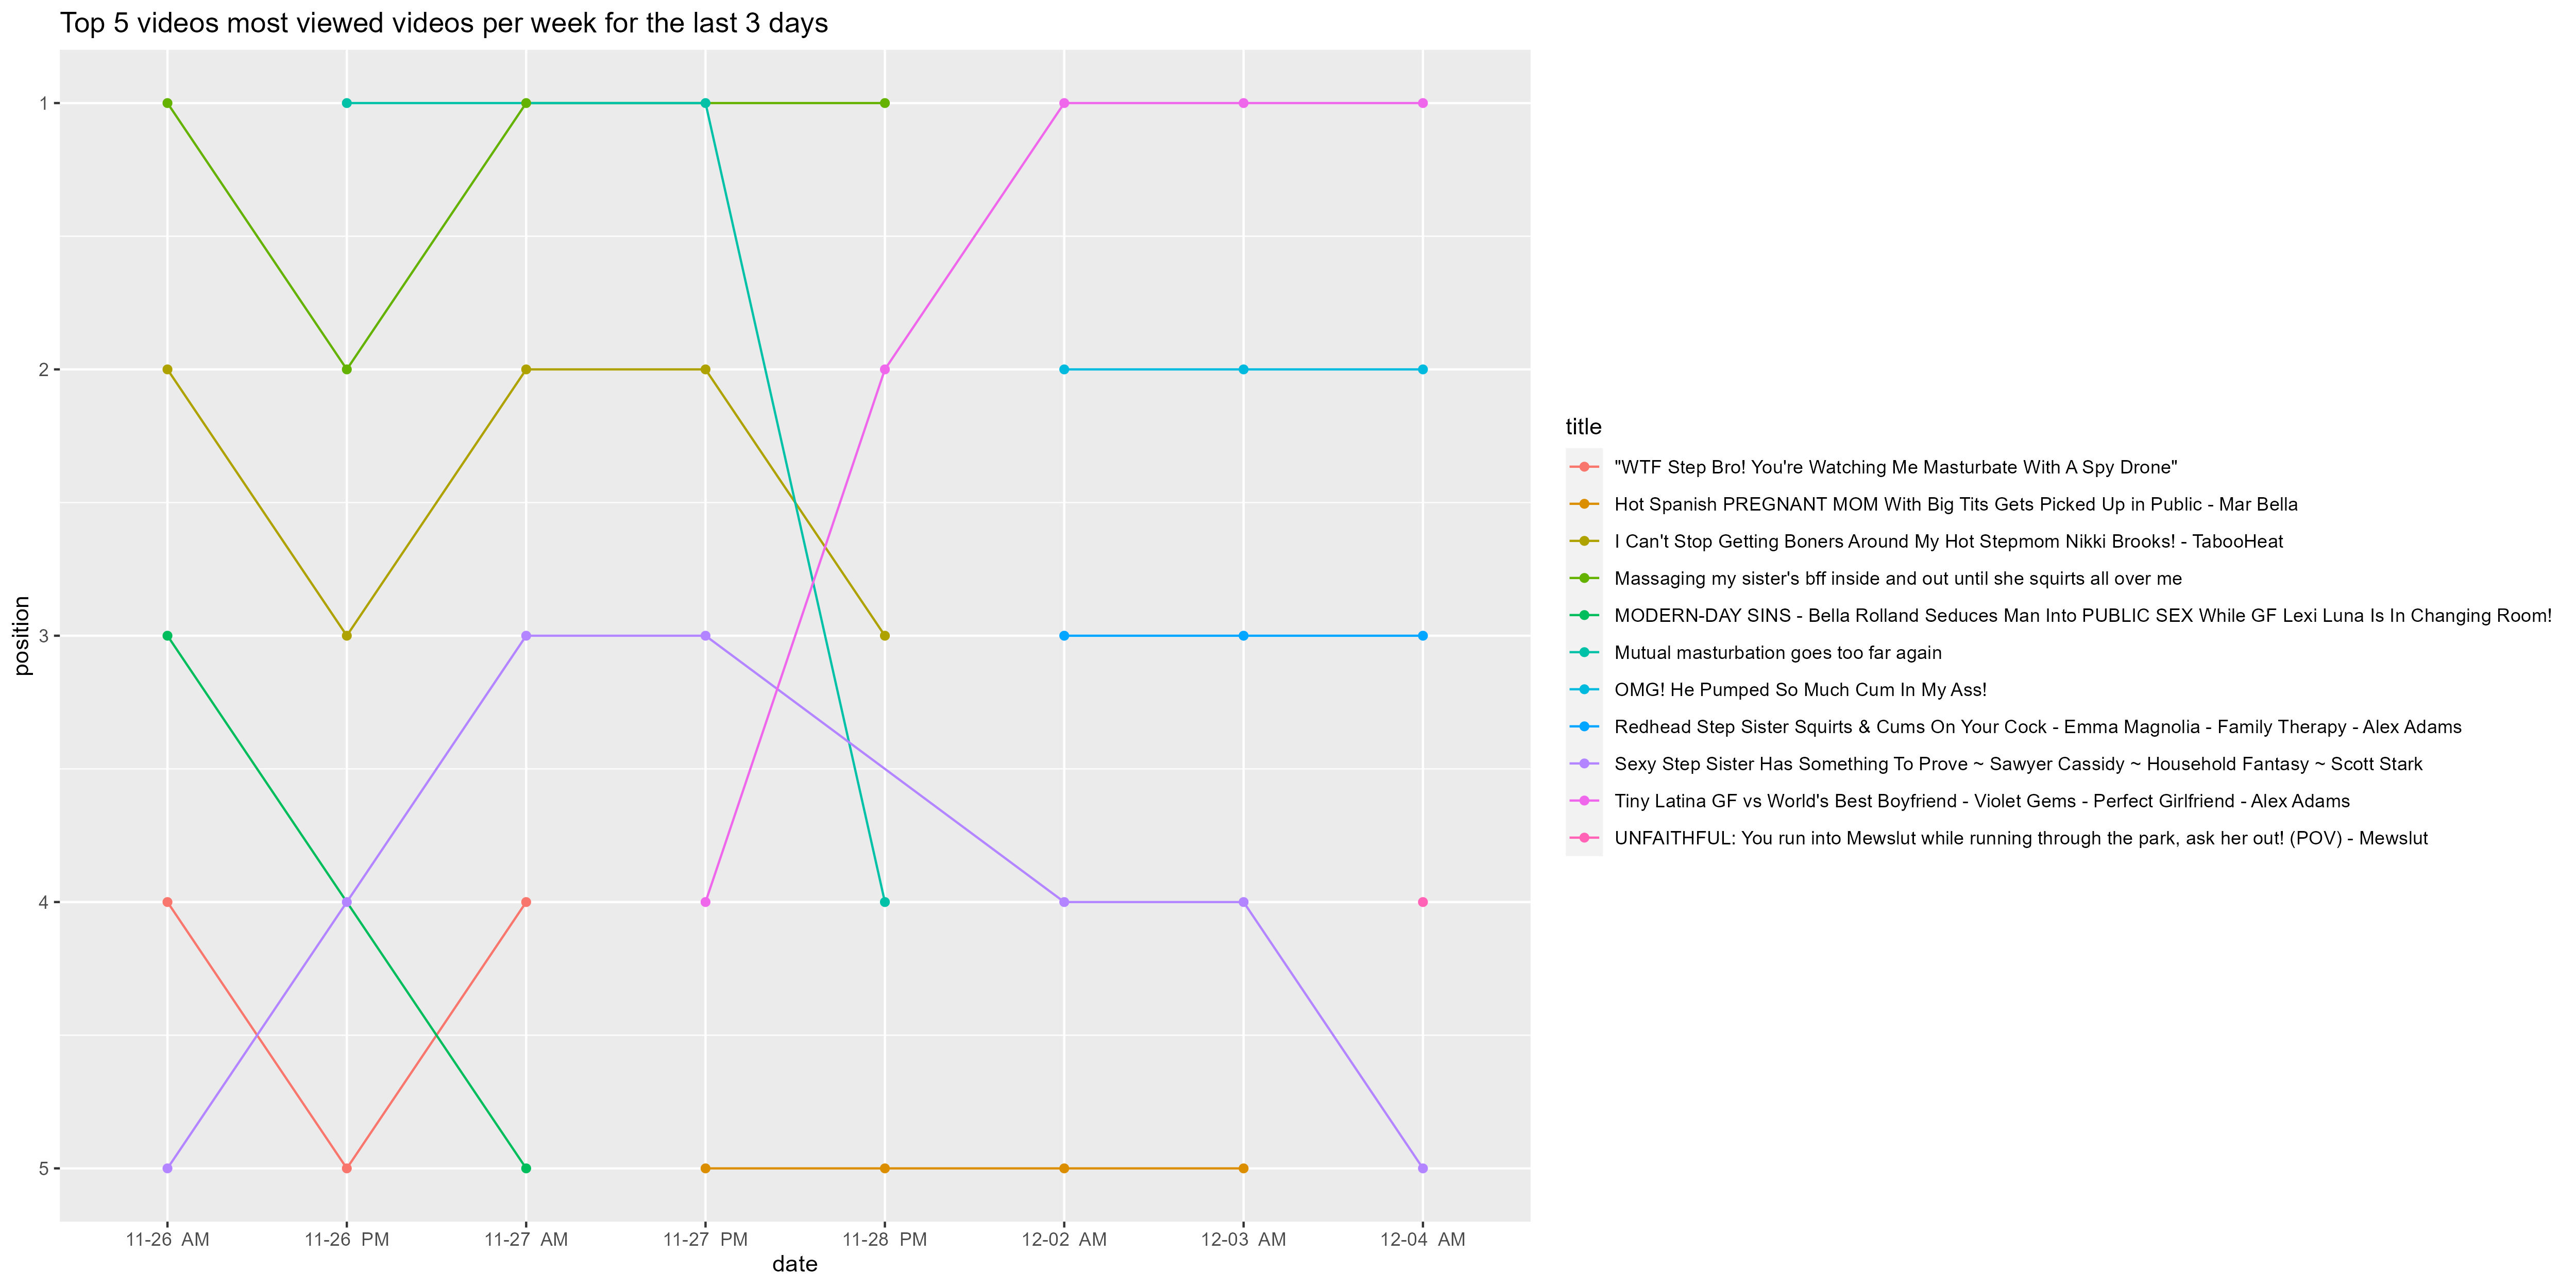 Top 5 videos most viewed videos per week for the last 3 days
position
1
2
3
4
5
11-26  AM
11-26  PM
11-27  AM
11-27  PM
11-28  PM
12-02  AM
12-03  AM
12-04  AM
date
title
"WTF Step Bro! You're Watching Me Masturbate With A Spy Drone"
Hot Spanish PREGNANT MOM With Big Tits Gets Picked Up in Public - Mar Bella
I Can't Stop Getting Boners Around My Hot Stepmom Nikki Brooks! - TabooHeat
Massaging my sister's bff inside and out until she squirts all over me
MODERN-DAY SINS - Bella Rolland Seduces Man Into PUBLIC SEX While GF Lexi Luna Is In Changing Room!
Mutual masturbation goes too far again
OMG! He Pumped So Much Cum In My Ass!
Redhead Step Sister Squirts & Cums On Your Cock - Emma Magnolia - Family Therapy - Alex Adams
Sexy Step Sister Has Something To Prove ~ Sawyer Cassidy ~ Household Fantasy ~ Scott Stark
Tiny Latina GF vs World's Best Boyfriend - Violet Gems - Perfect Girlfriend - Alex Adams
UNFAITHFUL: You run into Mewslut while running through the park, ask her out! (POV) - Mewslut